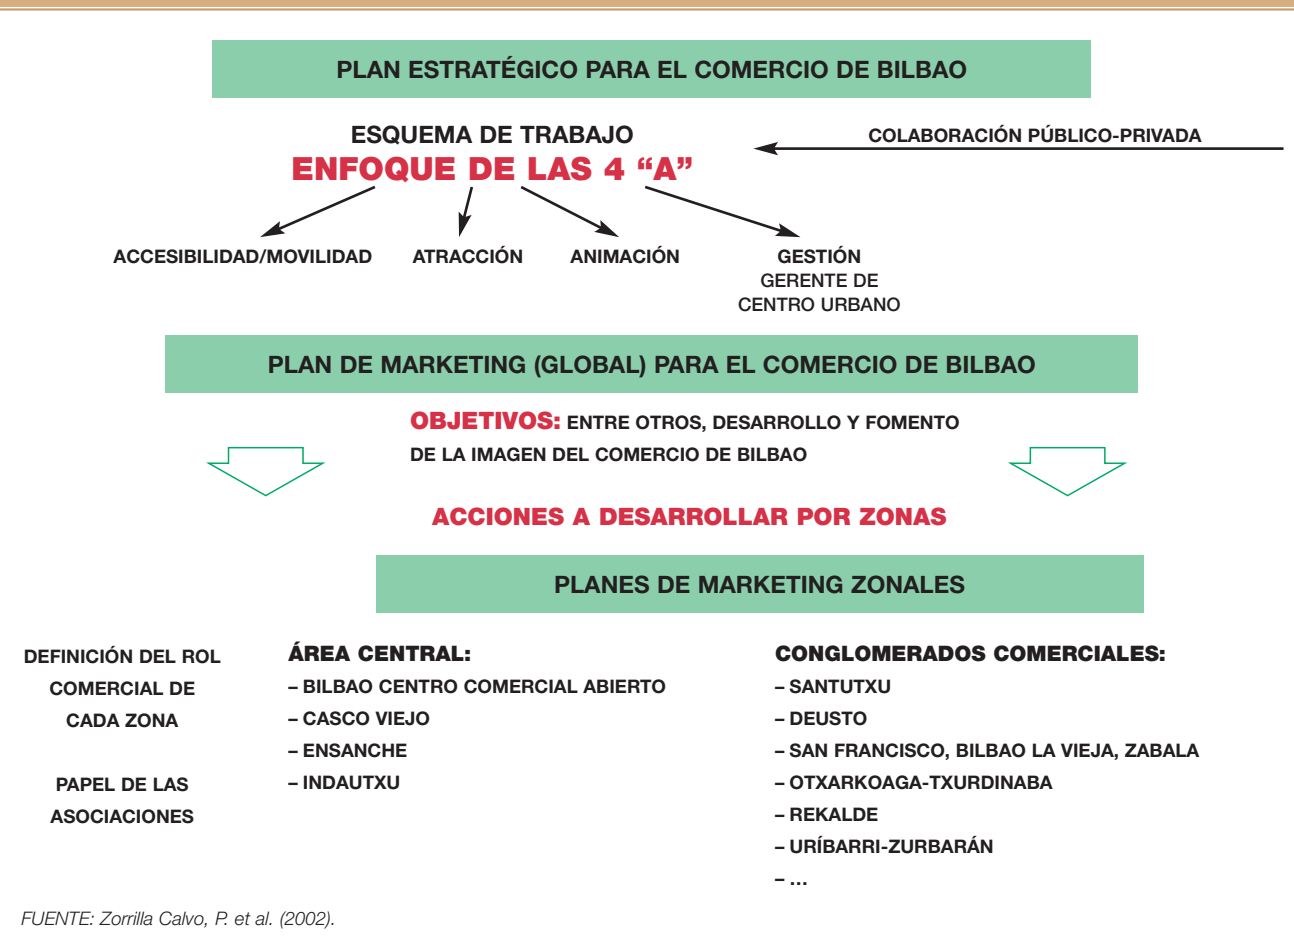 PLAN ESTRATÉGICO PARA EL COMERCIO DE BILBAO
ESQUEMA DE TRABAJO
ENFOQUE DE LAS 4 “A”
COLABORACIÓN PÚBLICO-PRIVADA
ACCESIBILIDAD/MOVILIDAD
ATRACCIÓN
ANIMACIÓN
GESTIÓN
GERENTE DE
CENTRO URBANO
PLAN DE MARKETING (GLOBAL) PARA EL COMERCIO DE BILBAO
OBJETIVOS: ENTRE OTROS, DESARROLLO Y FOMENTO
DE LA IMAGEN DEL COMERCIO DE BILBAO
ACCIONES A DESARROLLAR POR ZONAS
PLANES DE MARKETING ZONALES
DEFINICIÓN DEL ROL
COMERCIAL DE
CADA ZONA
PAPEL DE LAS
ASOCIACIONES
ÁREA CENTRAL:
– BILBAO CENTRO COMERCIAL ABIERTO
– CASCO VIEJO
– ENSANCHE
– INDAUTXU
CONGLOMERADOS COMERCIALES:
– SANTUTXU
– DEUSTO
– SAN FRANCISCO, BILBAO LA VIEJA, ZABALA
– OTXARKOAGA-TXURDINABA
– REKALDE
– URÍBARRI-ZURBARÁN
– …
FUENTE: Zorrilla Calvo, P. et al. (2002).